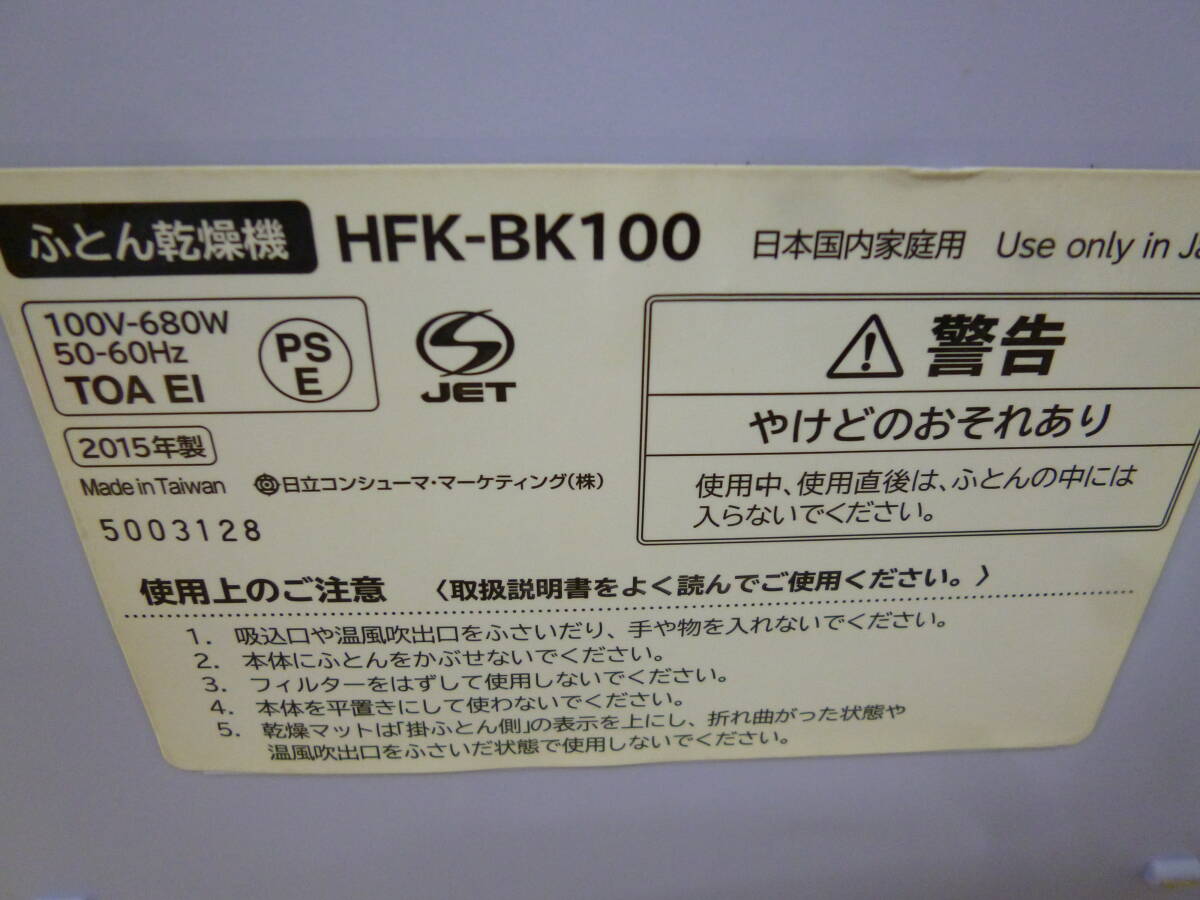 ふとん乾燥機 HFK-BK100 日本国内家庭用 Use only in
100V-680W
50-60Hz
TOA EI
PS
E
JET
2015年製
Made in Taiwan 日立コンシューマ・マーケティング(株)
5003128
警告
やけどのおそれあり
使用中、使用直後は、ふとんの中には
入らないでください。
使用上のご注意 〈取扱説明書をよく読んでご使用ください。〉
1. 吸込口や温風吹出口をふさいだり、手や物を入れないでください。
2. 本体にふとんをかぶせないでください。
3. フィルターをはずして使用しないでください。
4. 本体を平置きにして使わないでください。
5. 乾燥マットは「掛ふとん側」の表示を上にし、折れ曲がった状態や
温風吹出口をふさいだ状態で使用しないでください。